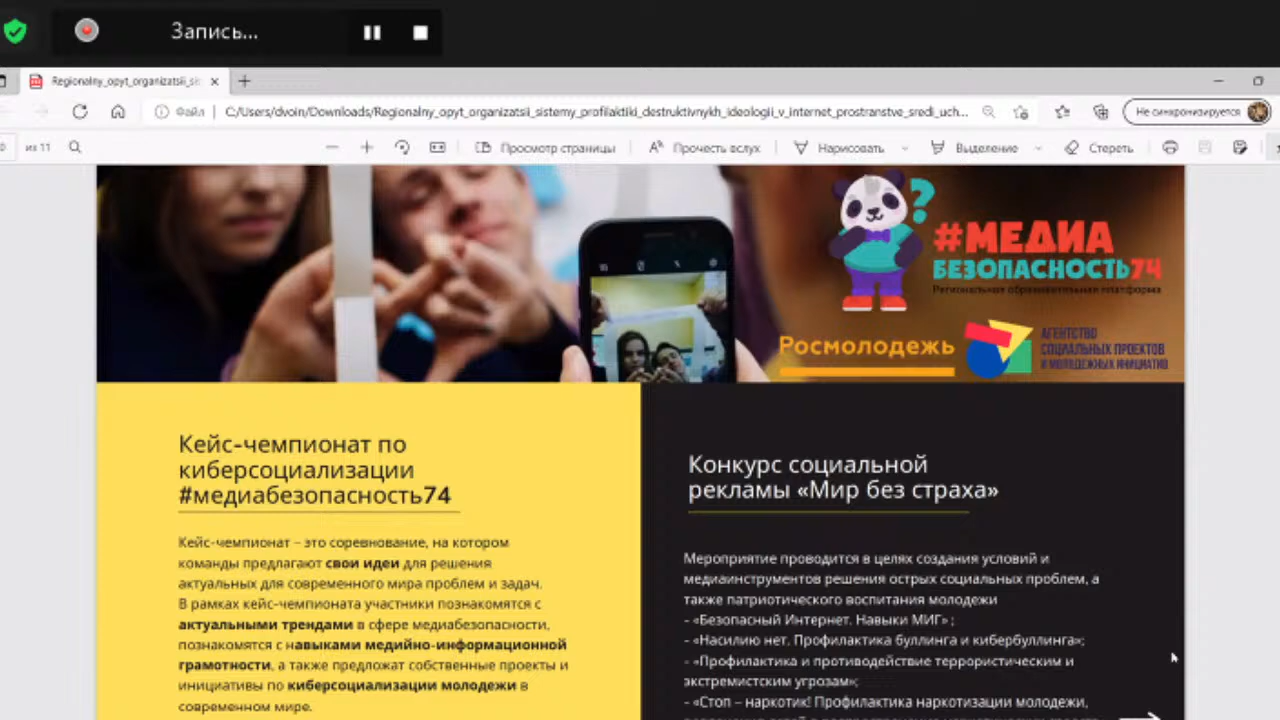 Запись...
Regionalny_opyt_organizatsii_si
Файл
C:/Users/dvoin/Downloads/Regionalny_opyt_organizatsii_sistemy_profilaktiki_destruktivnykh_ideologii_v_internet_prostranstve_sredi_uch...
Не синхронизируется
из 11
Просмотр страницы
Прочесть вслух
Нарисовать
Выделение
Стереть
?
#МЕДИА
БЕЗОПАСНОСТЬ74
Региональная образовательная платформа
Росмолодежь
АГЕНТСТВО
СОЦИАЛЬНЫХ ПРОЕКТОВ
И МОЛОДЕЖНЫХ ИНИЦИАТИВ
Кейс-чемпионат по
киберсоциализации
#медиабезопасность74
Кейс-чемпионат – это соревнование, на котором
команды предлагают свои идеи для решения
актуальных для современного мира проблем и задач.
В рамках кейс-чемпионата участники познакомятся с
актуальными трендами в сфере медиабезопасности,
познакомятся с навыками медийно-информационной
грамотности, а также предложат собственные проекты и
инициативы по киберсоциализации молодежи в
современном мире.
Конкурс социальной
рекламы «Мир без страха»
Мероприятие проводится в целях создания условий и
медиаинструментов решения острых социальных проблем, а
также патриотического воспитания молодежи
- «Безопасный Интернет. Навыки МИГ» ;
- «Насилию нет. Профилактика буллинга и кибербуллинга»;
- «Профилактика и противодействие террористическим и
экстремистским угрозам»;
- «Стоп – наркотик! Профилактика наркотизации молодежи,